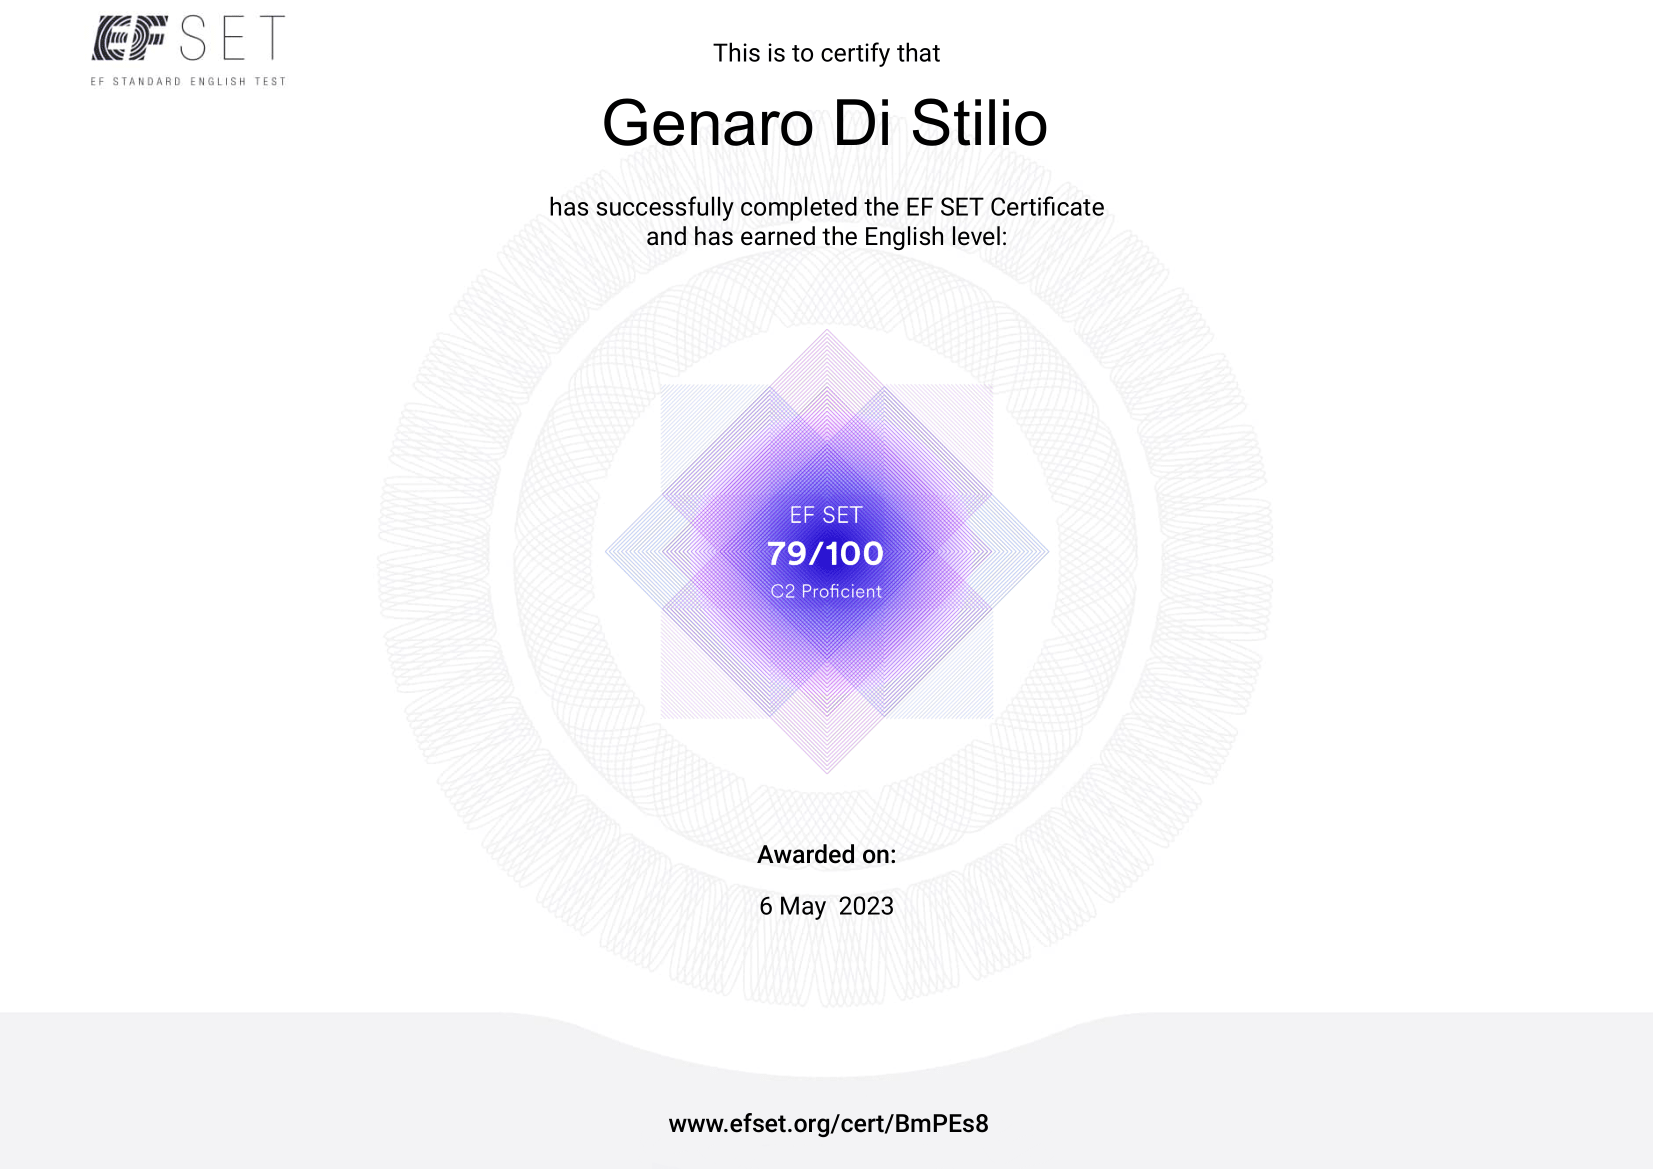 EF SET
EF STANDARD ENGLISH TEST
This is to certify that
Genaro Di Stilio
has successfully completed the EF SET Certificate
and has earned the English level:
EF SET
79/100
C2 Proficient
Awarded on:
6 May  2023
www.efset.org/cert/BmPEs8